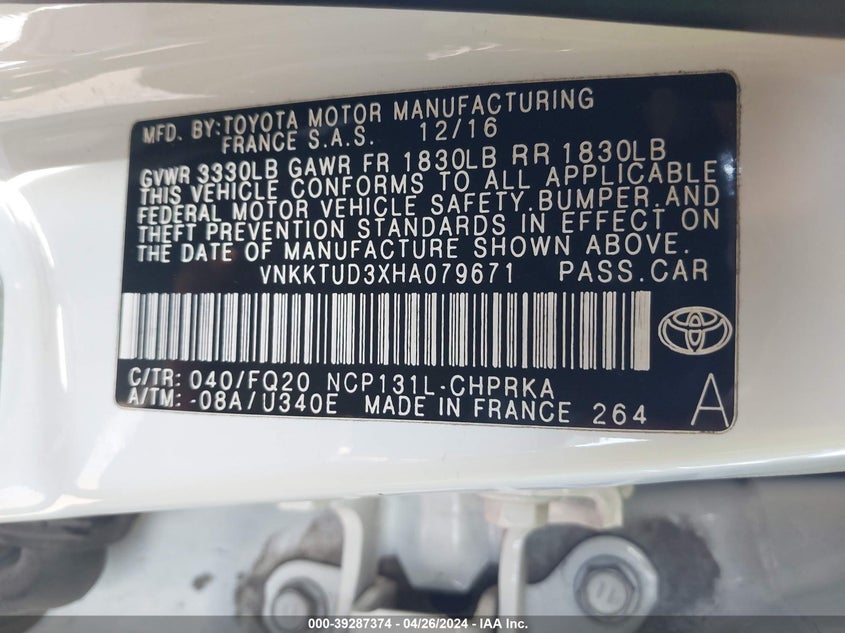 MFD. BY:TOYOTA MOTOR MANUFACTURING
FRANCE S.A.S. 12/16
GVWR 3330LB GAWR FR 1830LB RR 1830LB
THIS VEHICLE CONFORMS TO ALL APPLICABLE
FEDERAL MOTOR VEHICLE SAFETY,BUMPER,AND
THEFT PREVENTION STANDARDS IN EFFECT ON
THE DATE OF MANUFACTURE SHOWN ABOVE.
VNKKTUD3XHA079671 PASS.CAR
C/TR: 040/FQ20 NCP131L-CHPRKA
A/TM: -08A/U340E MADE IN FRANCE 264 A
000-39287374 - 04/26/2024 - IAA Inc.